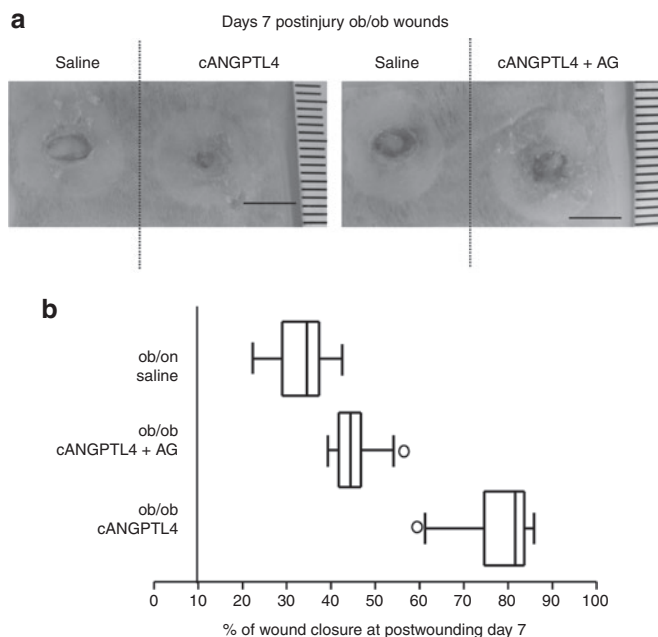 a
Days 7 postinjury ob/ob wounds
Saline
cANGPTL4
Saline
cANGPTL4 + AG
b
ob/on
saline
ob/ob
cANGPTL4 + AG
ob/ob
cANGPTL4
0 10 20 30 40 50 60 70 80 90 100
% of wound closure at postwounding day 7